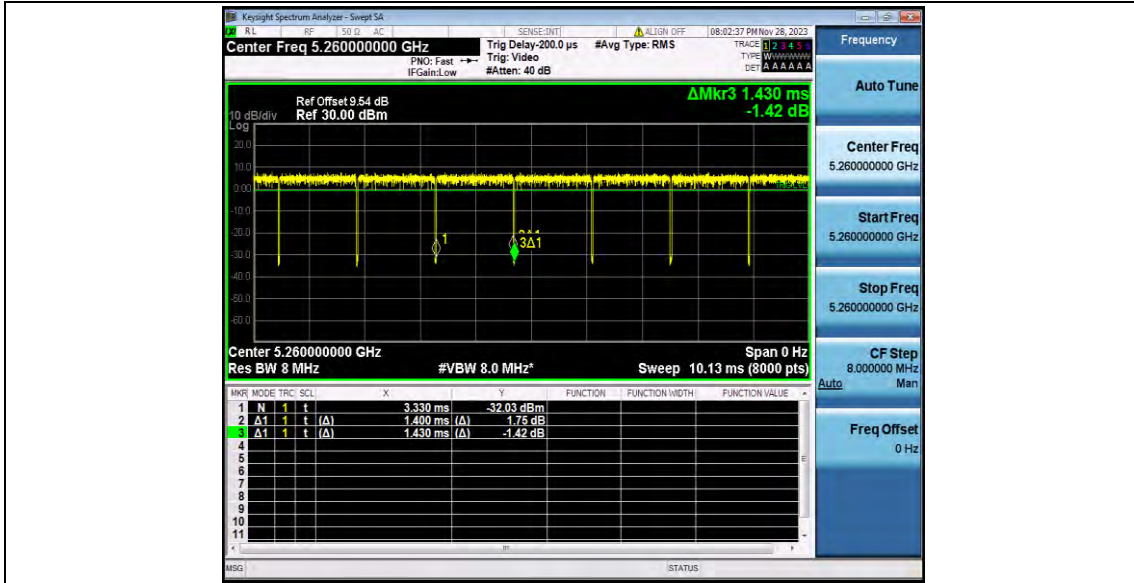 Keysight Spectrum Analyzer - Swept SA
RL RF 50 Ω AC SENSE:INT ALIGN OFF 08:02:37 PM Nov 28, 2023
Center Freq 5.260000000 GHz Trig Delay-200.0 µs #Avg Type: RMS TRACE 1 2 3 4 5 6
PNO: Fast Trig: Video TYPE W
IFGain:Low #Atten: 40 dB DET A A A A A A
Frequency
Auto Tune
Center Freq
5.260000000 GHz
Start Freq
5.260000000 GHz
Stop Freq
5.260000000 GHz
CF Step
8.000000 MHz
Auto Man
Freq Offset
0 Hz
ΔMkr3 1.430 ms
-1.42 dB
Ref Offset 9.54 dB
10 dB/div Ref 30.00 dBm
Log
20.0
10.0
0.00
-10.0
-20.0
-30.0
-40.0
-50.0
-60.0
1
3Δ1
Center 5.260000000 GHz Span 0 Hz
Res BW 8 MHz #VBW 8.0 MHz* Sweep 10.13 ms (8000 pts)
MKR MODE TRC SCL X Y FUNCTION FUNCTION WIDTH FUNCTION VALUE
1 N 1 t 3.330 ms -32.03 dBm
2 Δ1 1 t (Δ) 1.400 ms (Δ) 1.75 dB
3 Δ1 1 t (Δ) 1.430 ms (Δ) -1.42 dB
4
5
6
7
8
9
10
11
MSG STATUS